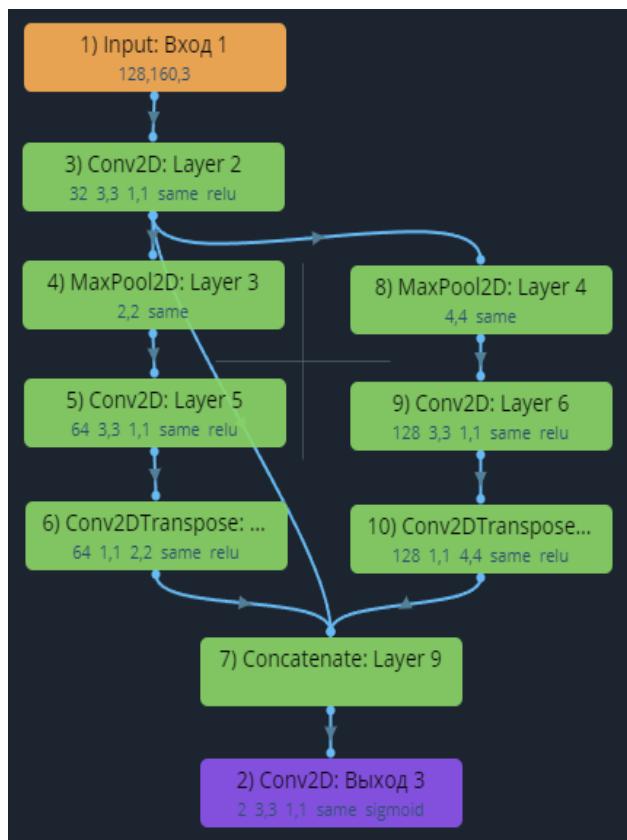 1) Input: Вход 1
128,160,3
3) Conv2D: Layer 2
32 3,3 1,1 same relu
4) MaxPool2D: Layer 3
2,2 same
8) MaxPool2D: Layer 4
4,4 same
5) Conv2D: Layer 5
64 3,3 1,1 same relu
9) Conv2D: Layer 6
128 3,3 1,1 same relu
6) Conv2DTranspose: ...
64 1,1 2,2 same relu
10) Conv2DTranspose...
128 1,1 4,4 same relu
7) Concatenate: Layer 9
2) Conv2D: Выход 3
2 3,3 1,1 same sigmoid